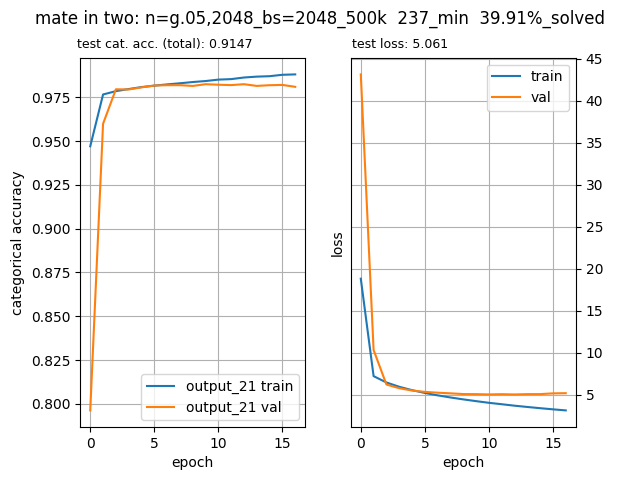 mate in two: n=g.05,2048_bs=2048_500k  237_min  39.91%_solved
test cat. acc. (total): 0.9147
0.975
0.950
0.925
0.900
0.875
0.850
0.825
0.800
categorical accuracy
output_21 train
output_21 val
0
5
10
15
epoch
test loss: 5.061
train
val
45
40
35
30
25
20
15
10
5
loss
0
5
10
15
epoch